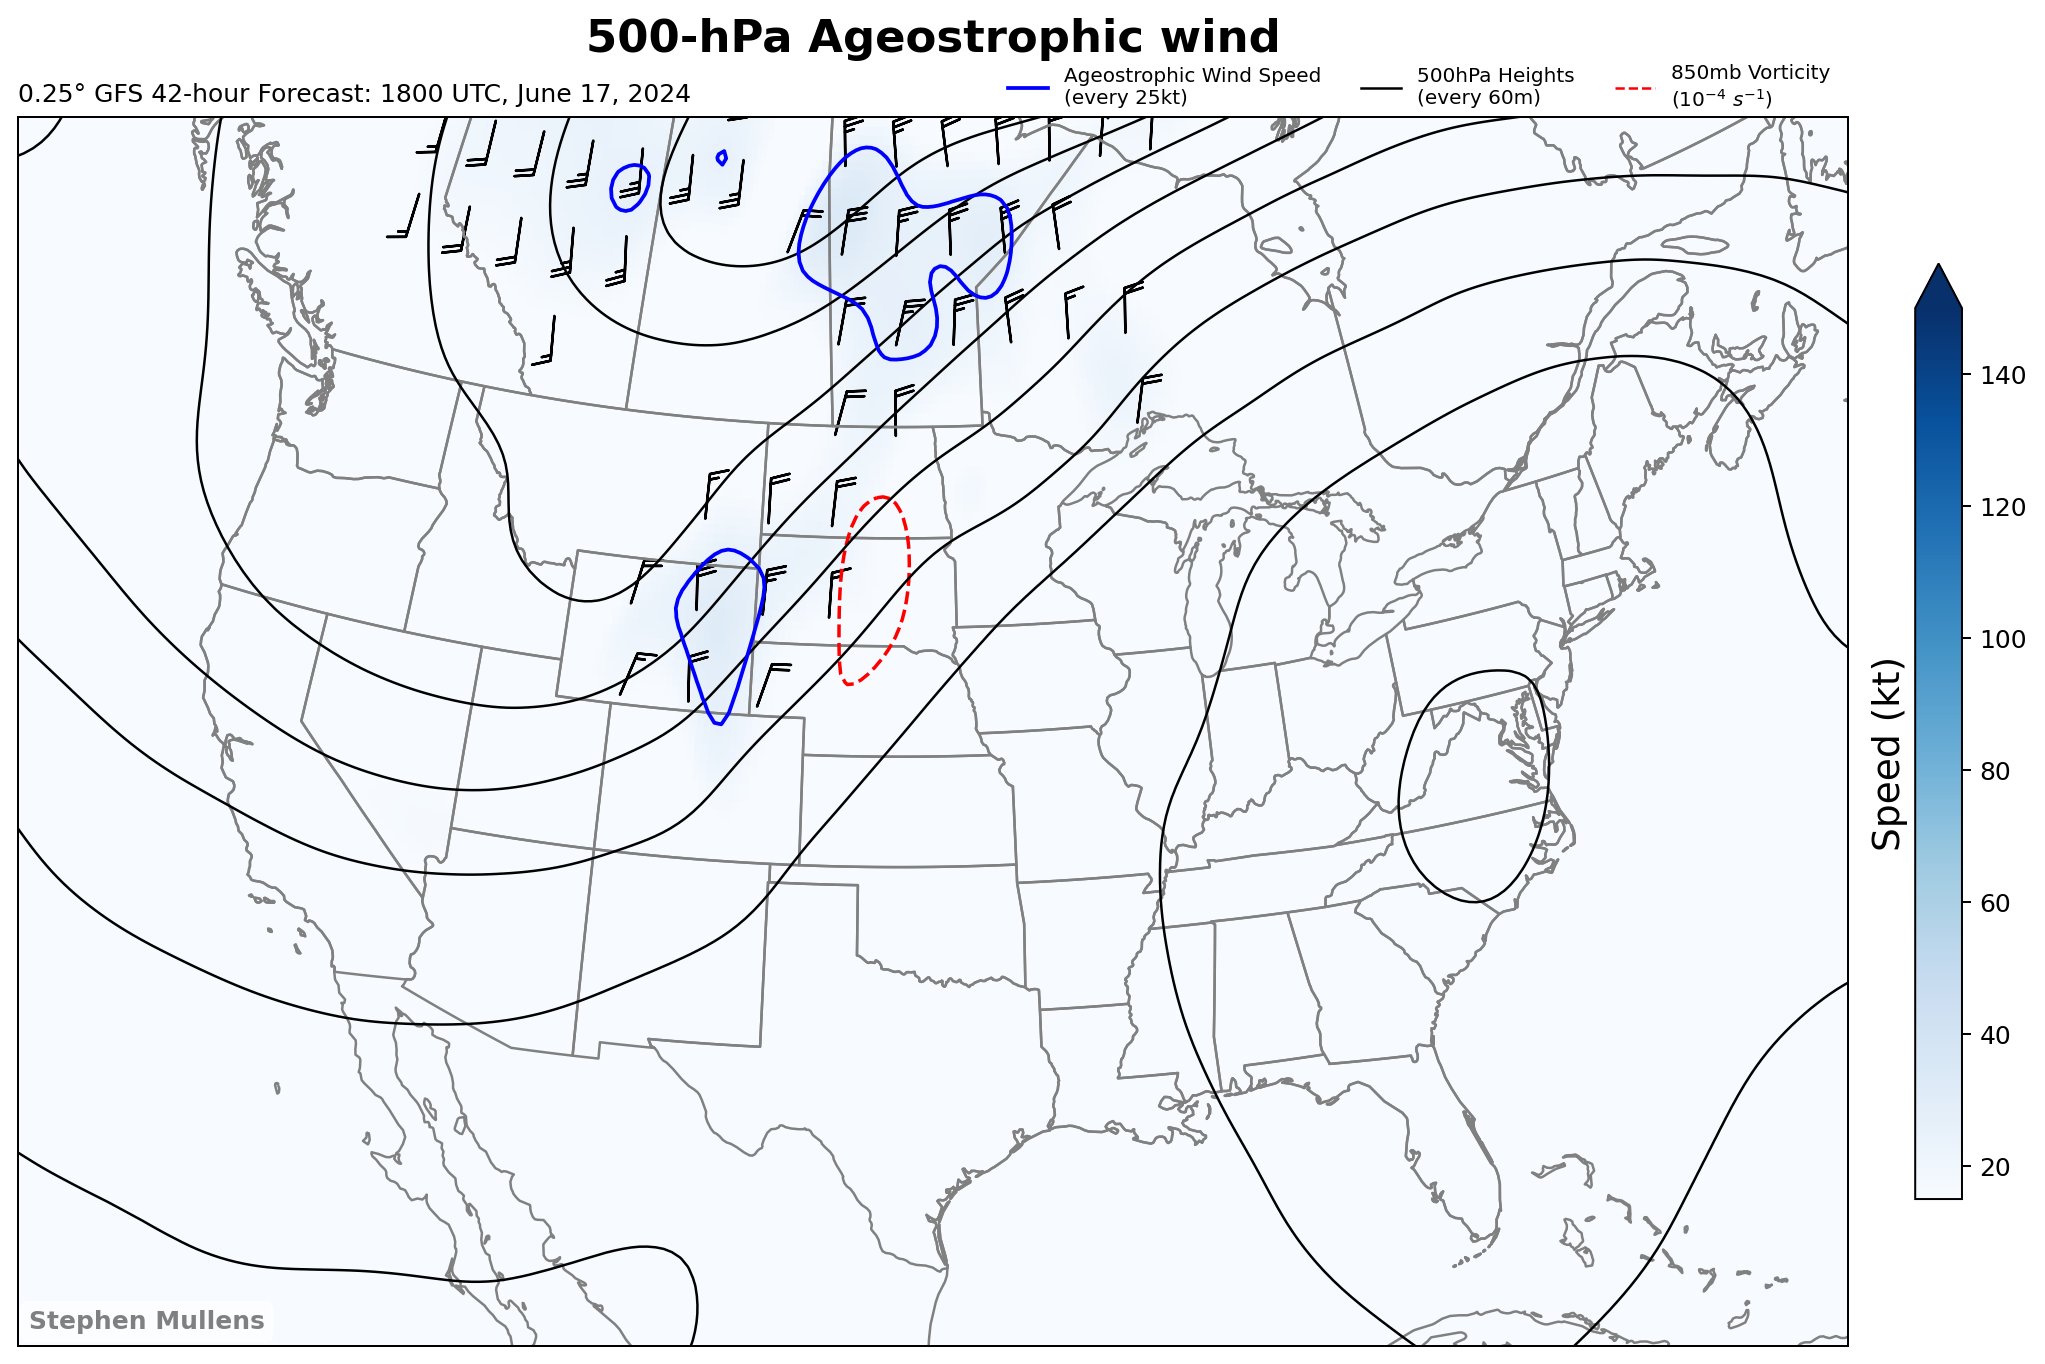 500-hPa Ageostrophic wind
0.25° GFS 42-hour Forecast: 1800 UTC, June 17, 2024
Ageostrophic Wind Speed
(every 25kt)
500hPa Heights
(every 60m)
850mb Vorticity
(10⁻⁴ s⁻¹)
140
120
100
80
60
40
20
Speed (kt)
Stephen Mullens